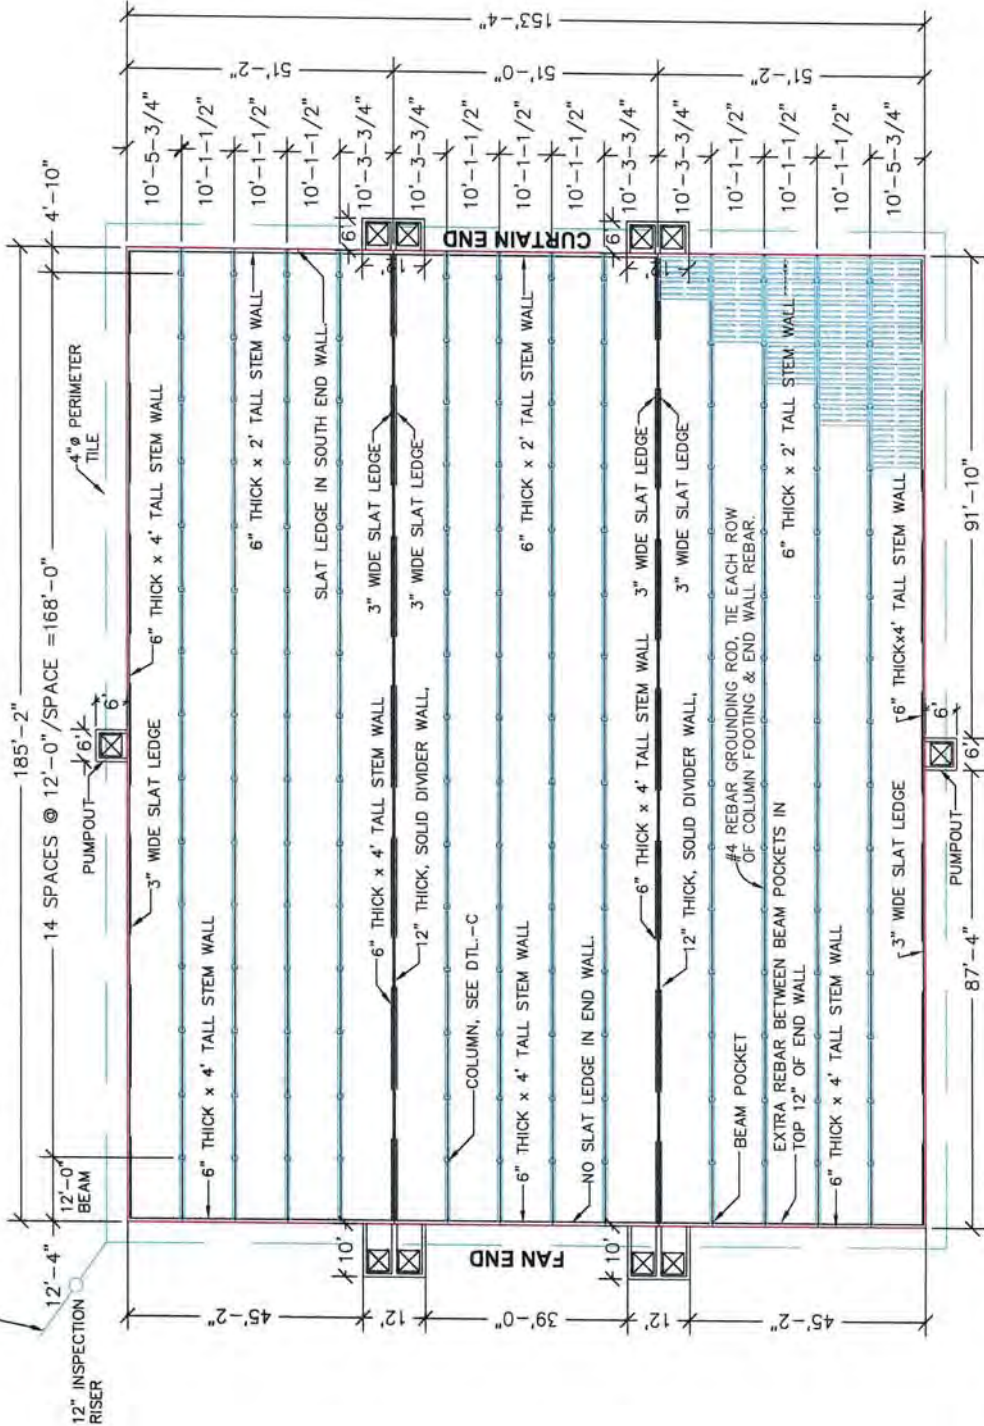 185'-2"
14 SPACES @ 12'-0"/SPACE =168'-0"
12'-4"
12'-0"
BEAM
4'-10"
12" INSPECTION
RISER
4"ø PERIMETER
TILE
PUMPOUT
6'
6'
3" WIDE SLAT LEDGE
6" THICK x 4' TALL STEM WALL
6" THICK x 4' TALL STEM WALL
6" THICK x 2' TALL STEM WALL
SLAT LEDGE IN SOUTH END WALL.
153'-4"
51'-2"
51'-0"
51'-2"
10'-5-3/4"
10'-1-1/2"
10'-1-1/2"
10'-1-1/2"
10'-3-3/4"
10'-3-3/4"
10'-1-1/2"
10'-1-1/2"
10'-1-1/2"
10'-3-3/4"
10'-3-3/4"
10'-1-1/2"
10'-1-1/2"
10'-1-1/2"
10'-5-3/4"
45'-2"
12'
39'-0"
12'
45'-2"
10'
10'
FAN END
CURTAIN END
6'
12'
6'
12'
6" THICK x 4' TALL STEM WALL
12" THICK, SOLID DIVIDER WALL,
3" WIDE SLAT LEDGE
3" WIDE SLAT LEDGE
COLUMN, SEE DTL.-C
6" THICK x 4' TALL STEM WALL
6" THICK x 2' TALL STEM WALL
NO SLAT LEDGE IN END WALL.
6" THICK x 4' TALL STEM WALL
3" WIDE SLAT LEDGE
12" THICK, SOLID DIVIDER WALL,
3" WIDE SLAT LEDGE
BEAM POCKET
#4 REBAR GROUNDING ROD, TIE EACH ROW
OF COLUMN FOOTING & END WALL REBAR.
EXTRA REBAR BETWEEN BEAM POCKETS IN
TOP 12" OF END WALL
6" THICK x 2' TALL STEM WALL
6" THICK x 4' TALL STEM WALL
3" WIDE SLAT LEDGE
6" THICKx4' TALL STEM WALL
6'
PUMPOUT
87'-4"
6'
91'-10"